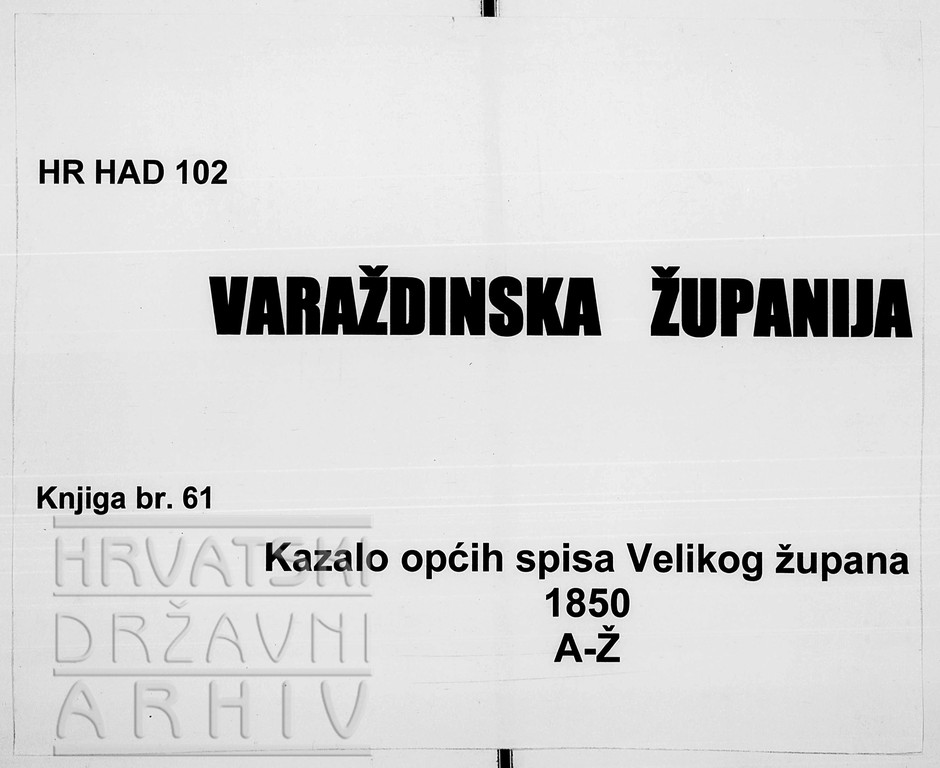 HR HAD 102
VARAŽDINSKA ŽUPANIJA
Knjiga br. 61
Kazalo općih spisa Velikog župana
1850
A-Ž
HRVATSKI
DRŽAVNI
ARHIV